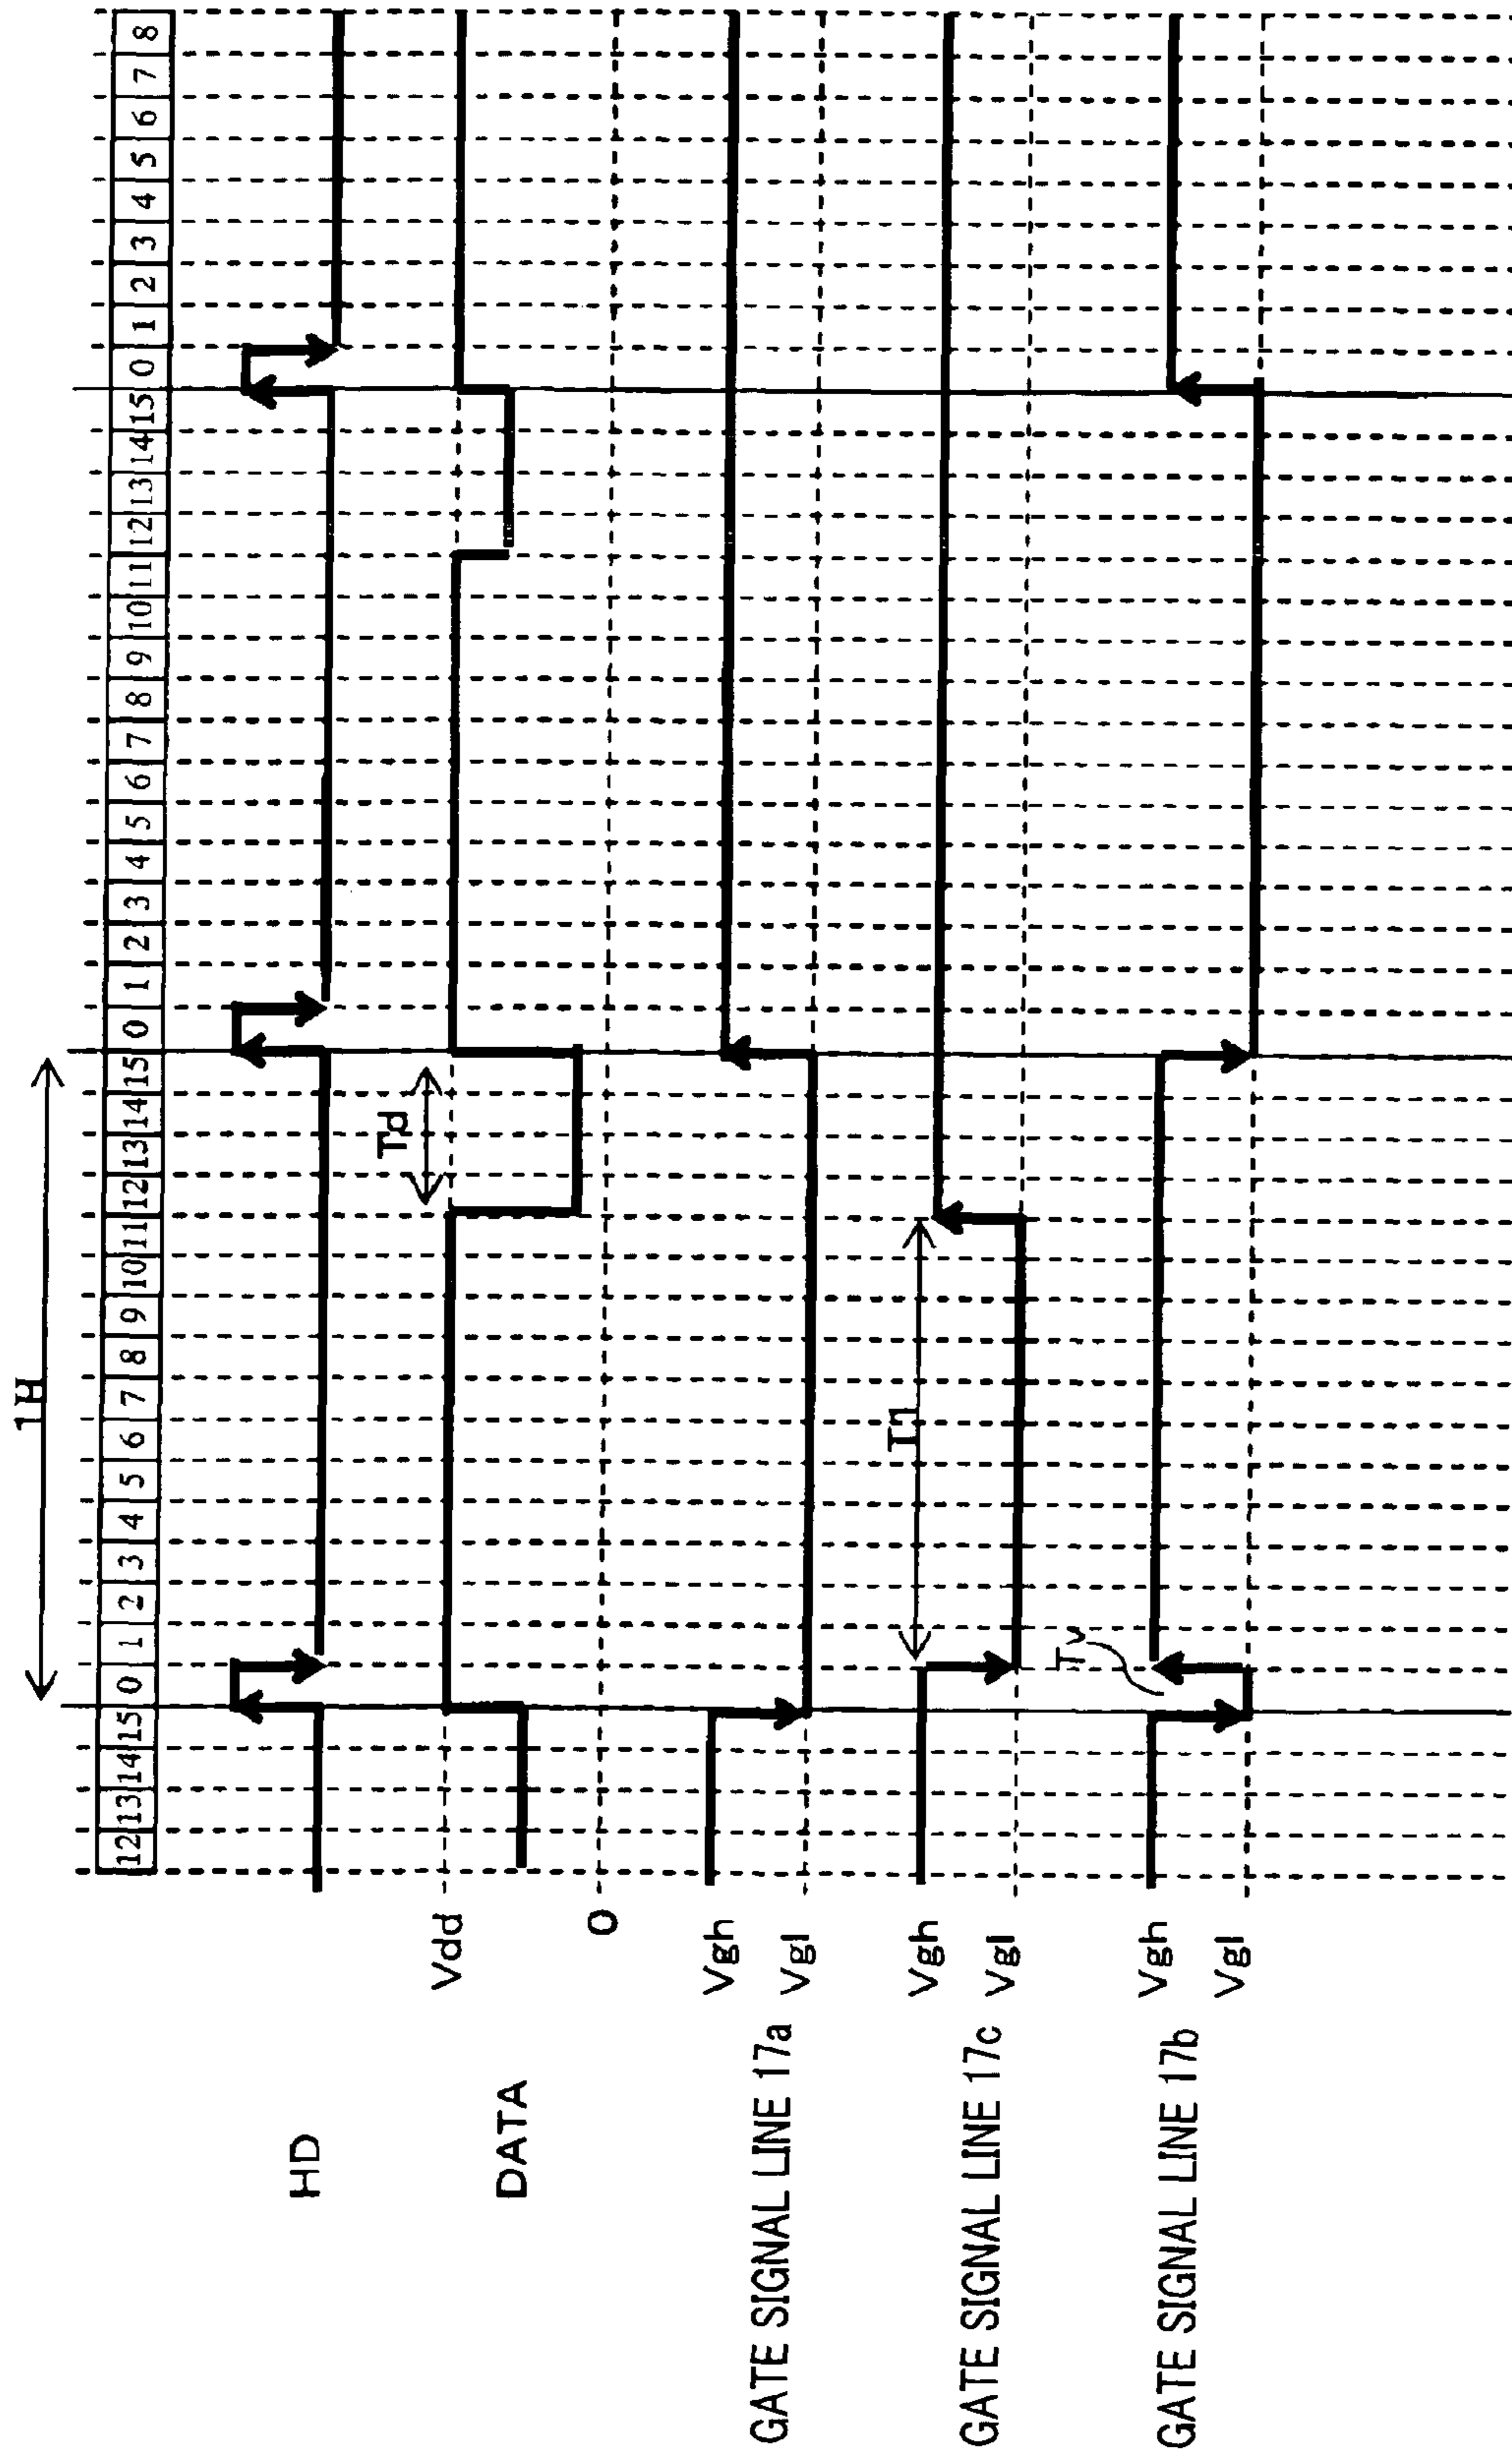 1H
12 13 14 15 0 1 2 3 4 5 6 7 8 9 10 11 12 13 14 15 0 1 2 3 4 5 6 7 8 9 10 11 12 13 14 15 0 1 2 3 4 5 6 7 8
HD
Td
Vdd
DATA
0
Vgh
GATE SIGNAL LINE 17a
Vgl
Vgh
GATE SIGNAL LINE 17c
Vgl
Tv
Vgh
GATE SIGNAL LINE 17b
Vgl